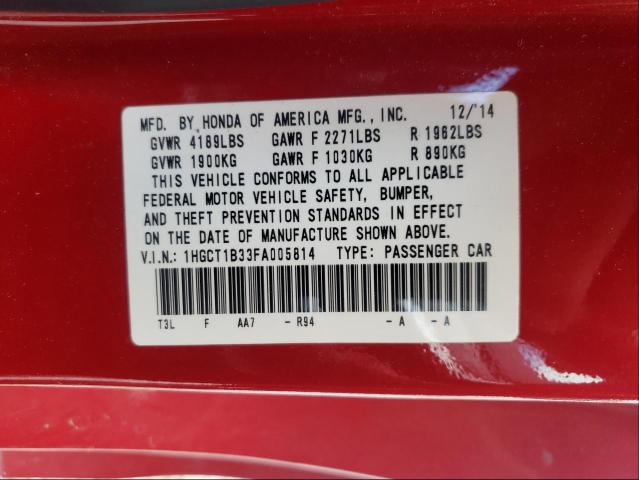 MFD. BY HONDA OF AMERICA MFG., INC. 12/'14
GVWR 4189LBS GAWR F 2271LBS R 1962LBS
GVWR 1900KG GAWR F 1030KG R 890KG
THIS VEHICLE CONFORMS TO ALL APPLICABLE
FEDERAL MOTOR VEHICLE SAFETY, BUMPER,
AND THEFT PREVENTION STANDARDS IN EFFECT
ON THE DATE OF MANUFACTURE SHOWN ABOVE.
V.I.N.: 1HGCT1B33FA005814 TYPE: PASSENGER CAR
T3L F AA7 -R94 -A -A